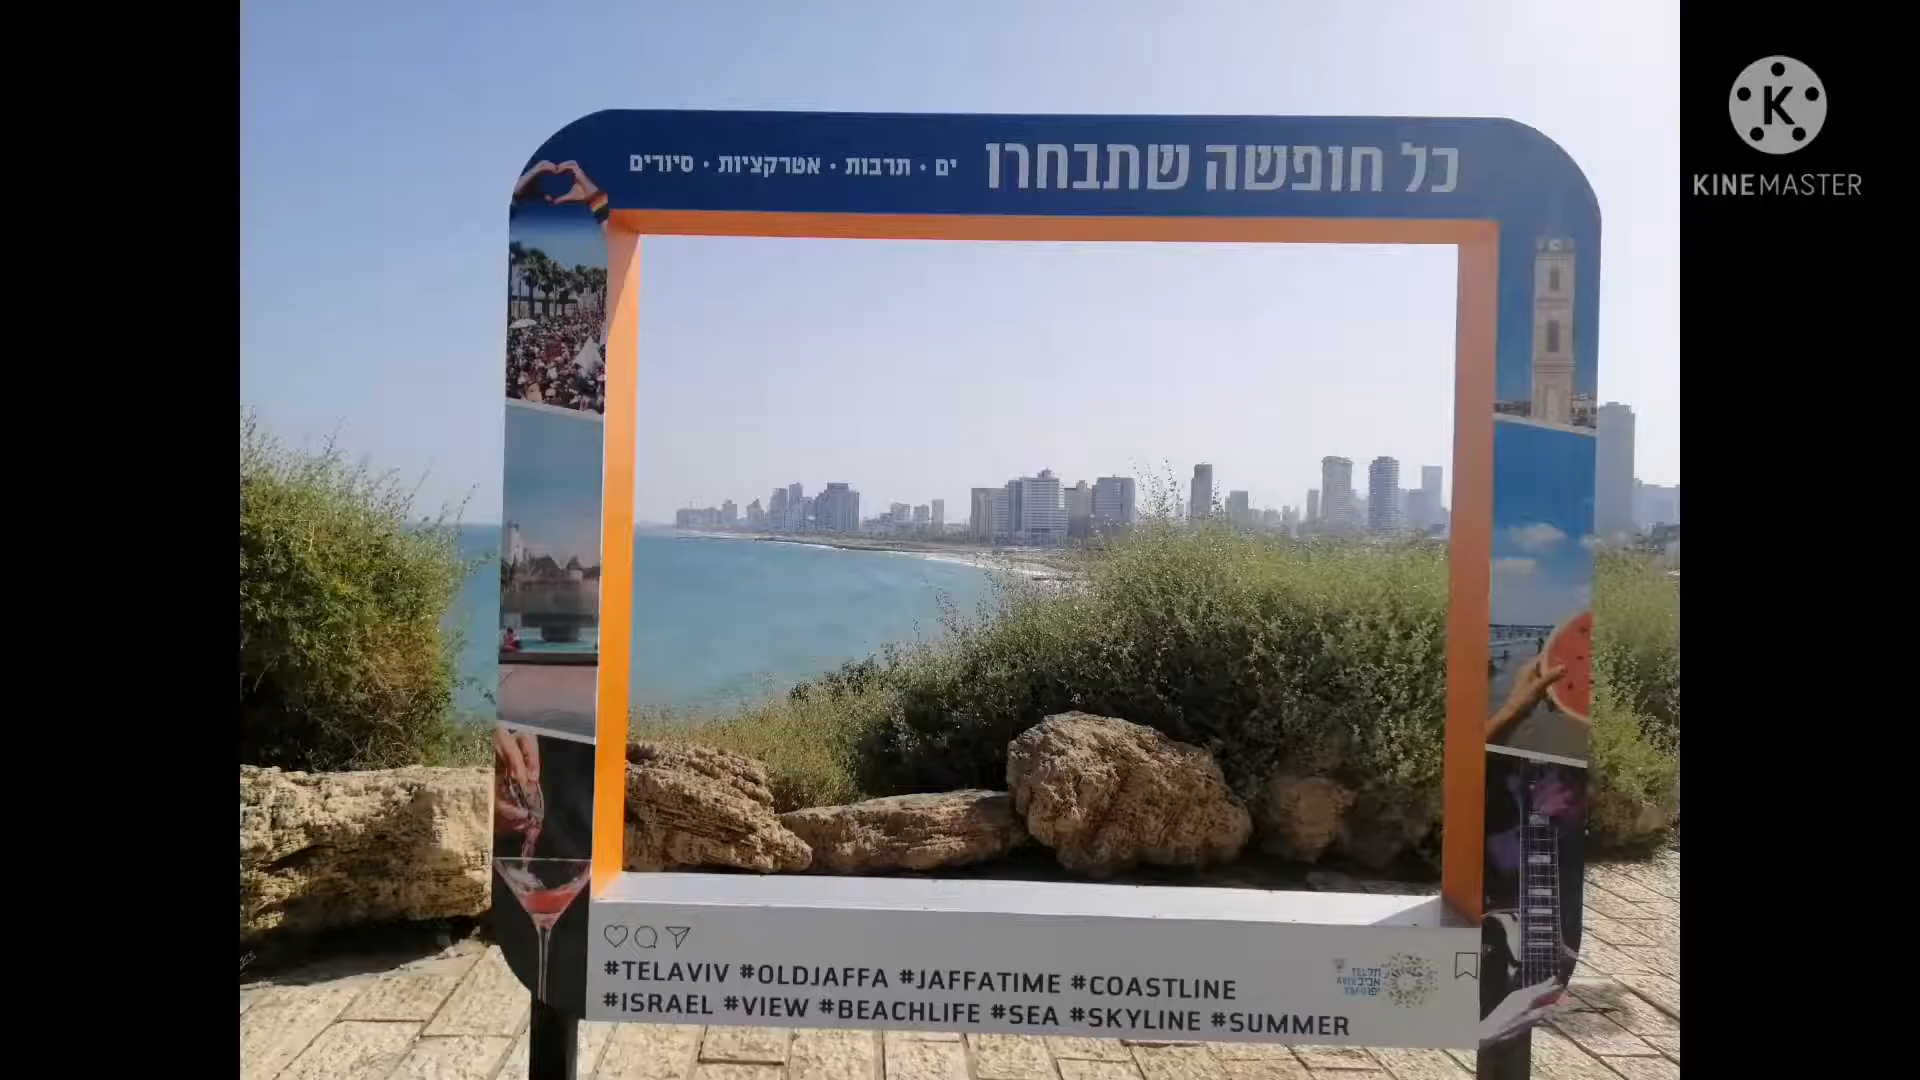 כל חופשה שתבחרו
ים · תרבות · אטרקציות · סיורים
#TELAVIV #OLDJAFFA #JAFFATIME #COASTLINE
#ISRAEL #VIEW #BEACHLIFE #SEA #SKYLINE #SUMMER
K
KINEMASTER